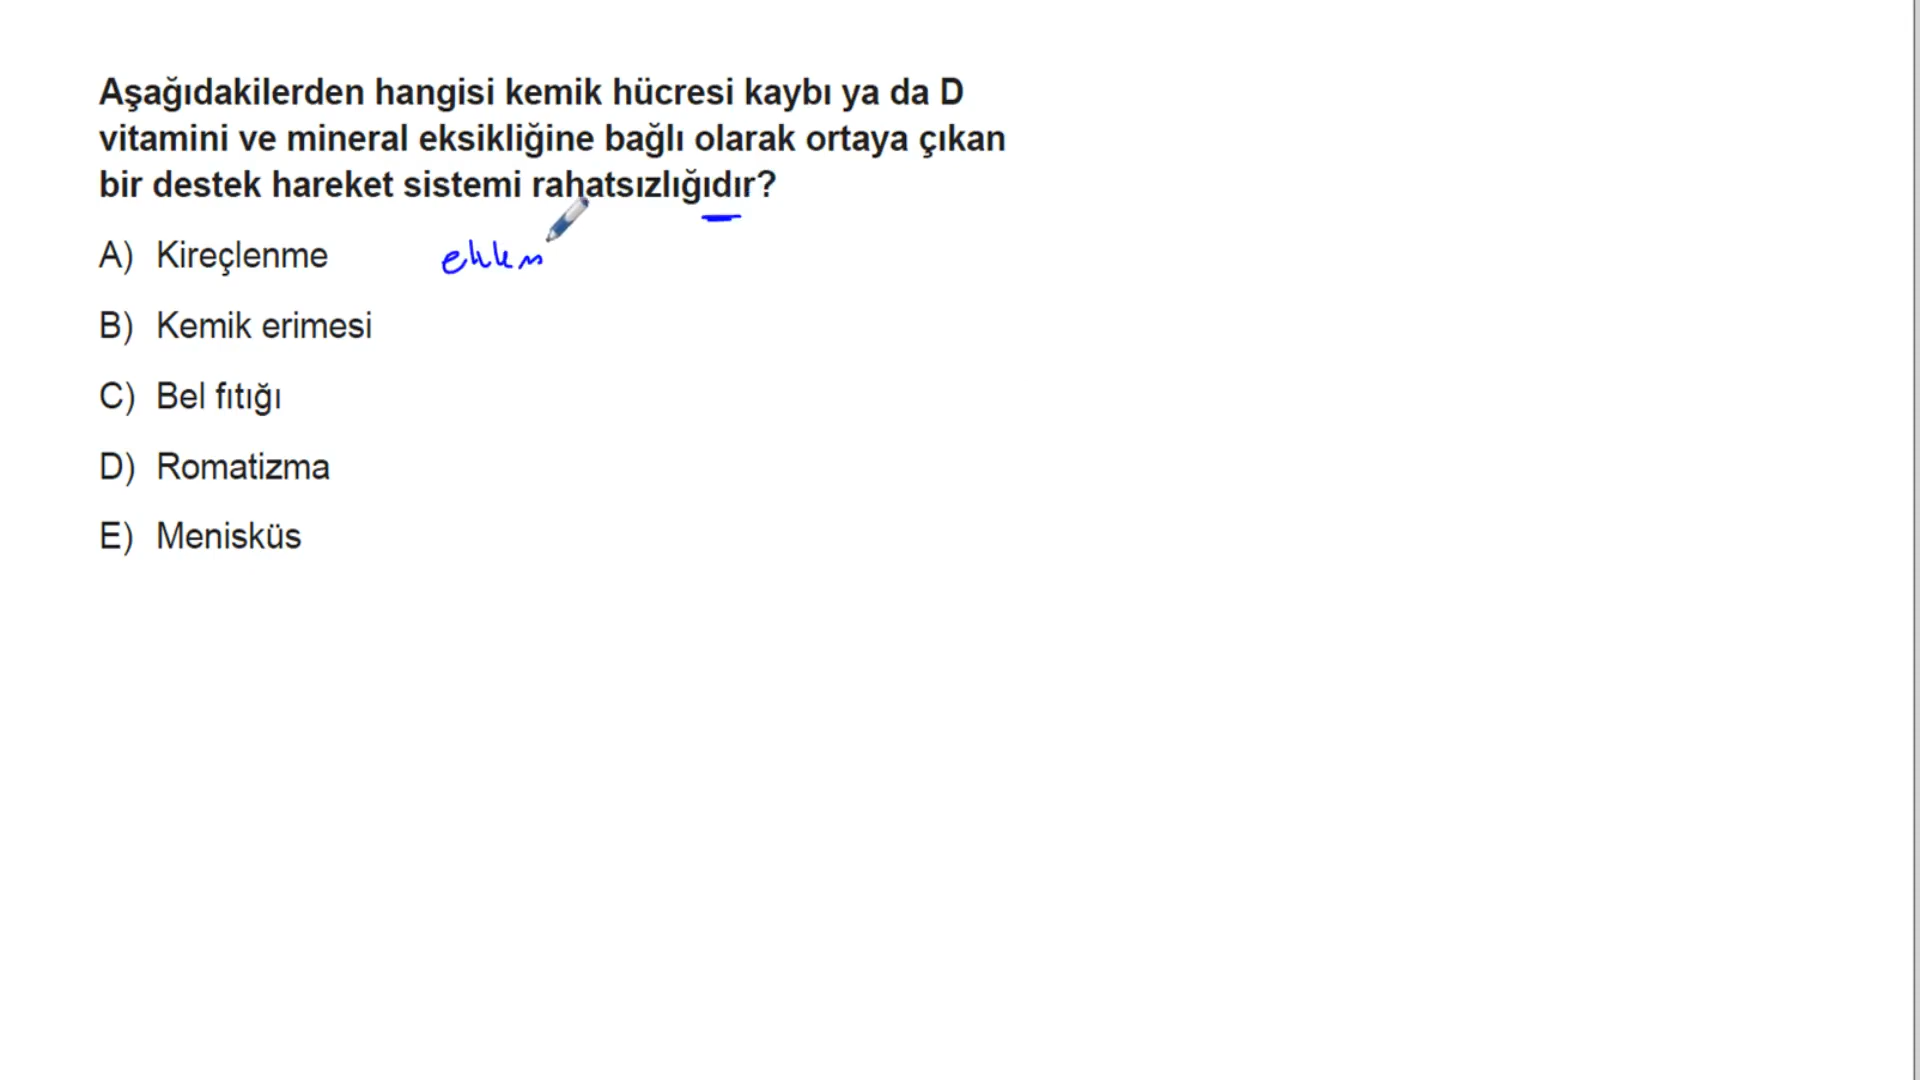 Aşağıdakilerden hangisi kemik hücresi kaybı ya da D
vitamini ve mineral eksikliğine bağlı olarak ortaya çıkan
bir destek hareket sistemi rahatsızlığıdır?
A) Kireçlenme
B) Kemik erimesi
C) Bel fıtığı
D) Romatizma
E) Menisküs